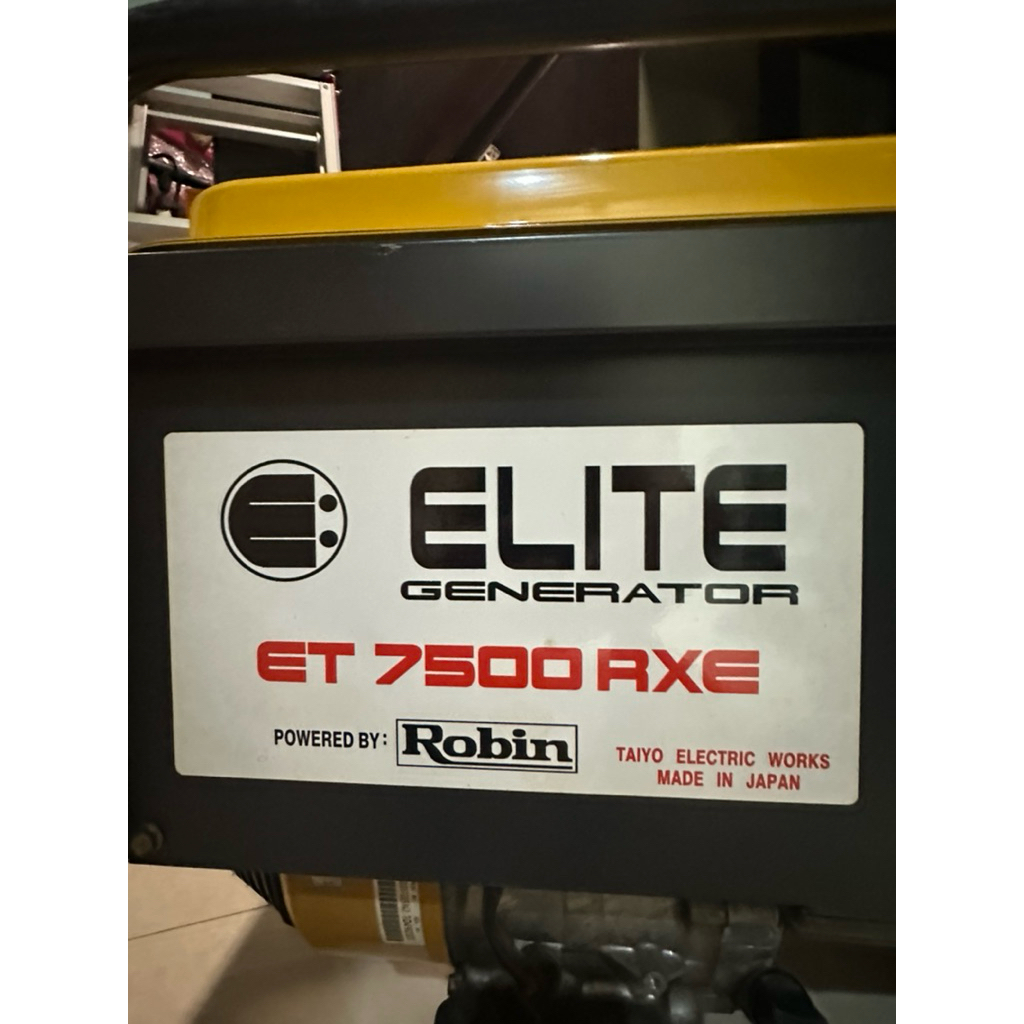 ELITE
GENERATOR
ET 7500 RXE
POWERED BY: Robin
TAIYO ELECTRIC WORKS
MADE IN JAPAN